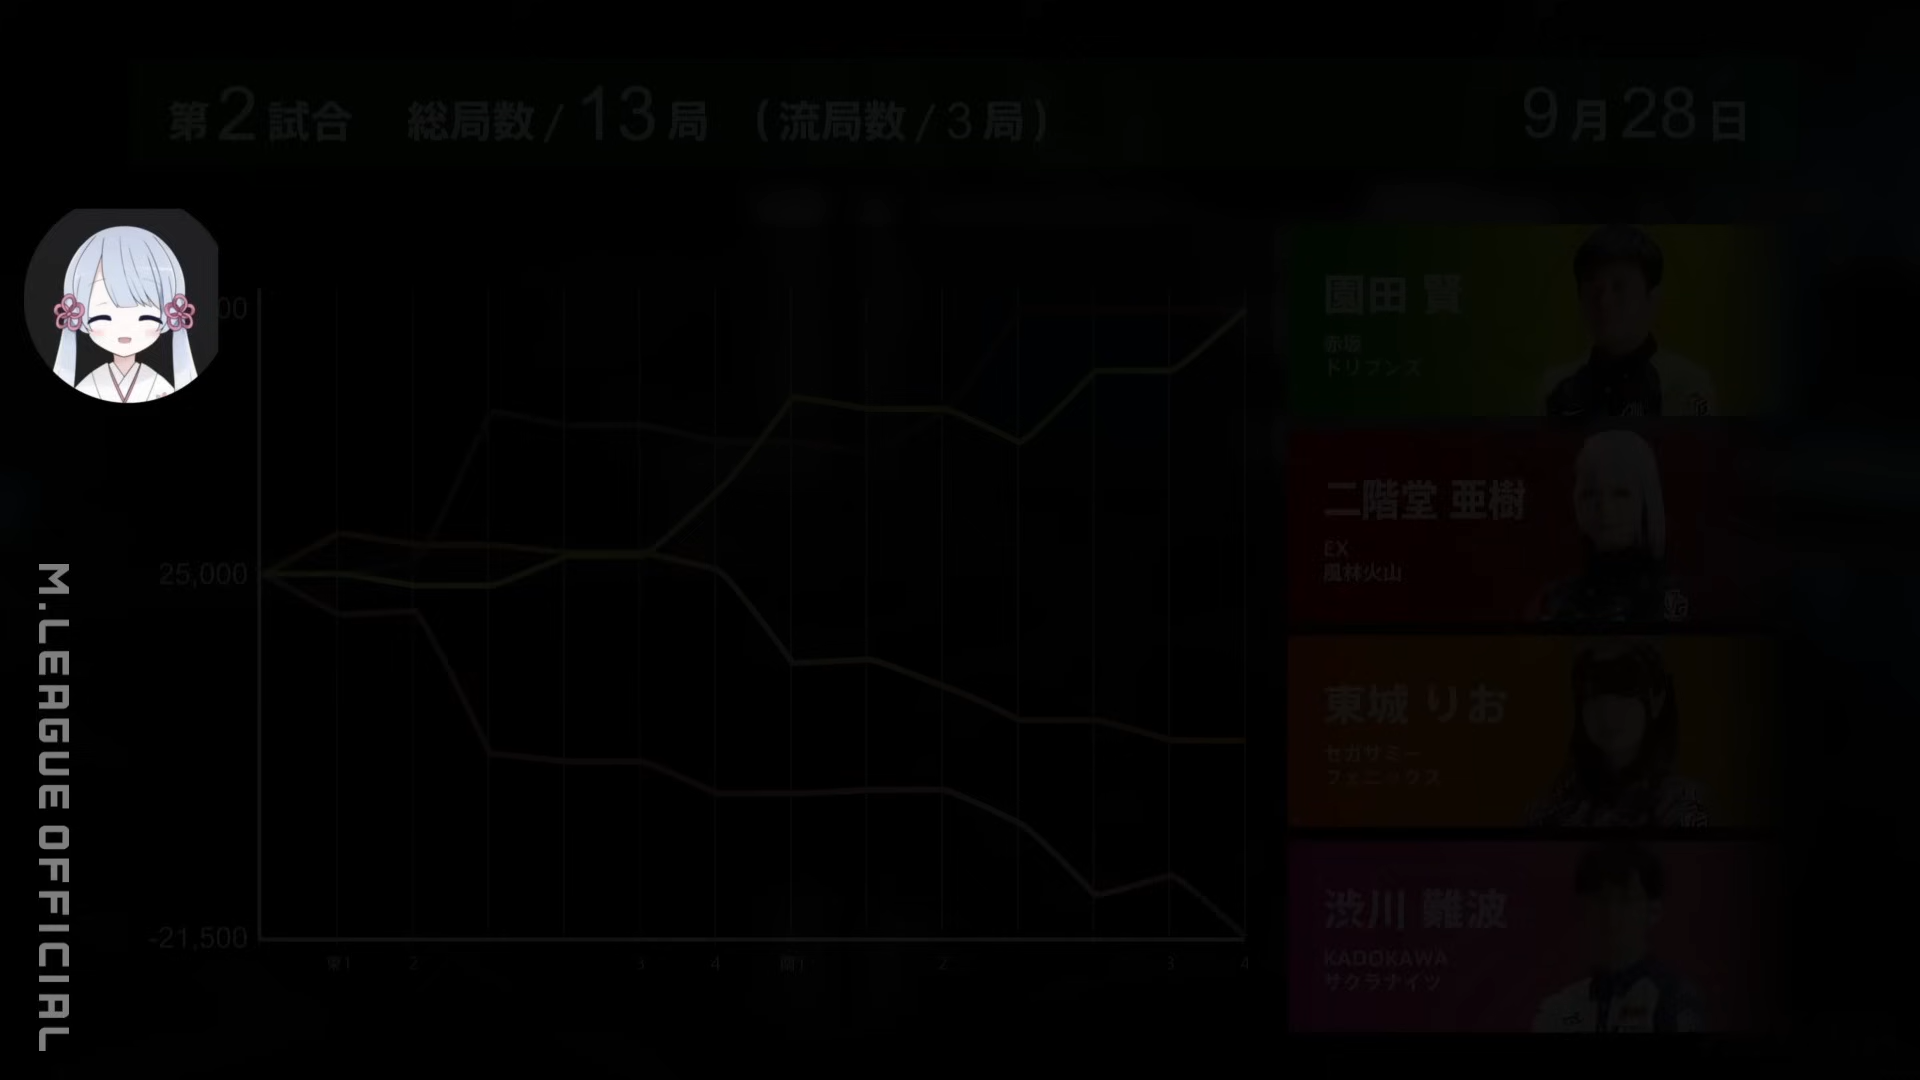 第2試合 総局数/13局 (流局数/3局)
9月28日
00
25,000
-21,500
東1 2 3 4 南1 2 3 4
園田 賢
赤坂
ドリブンズ
二階堂 亜樹
EX
風林火山
東城 りお
セガサミー
フェニックス
渋川 難波
KADOKAWA
サクラナイツ
M.LEAGUE OFFICIAL